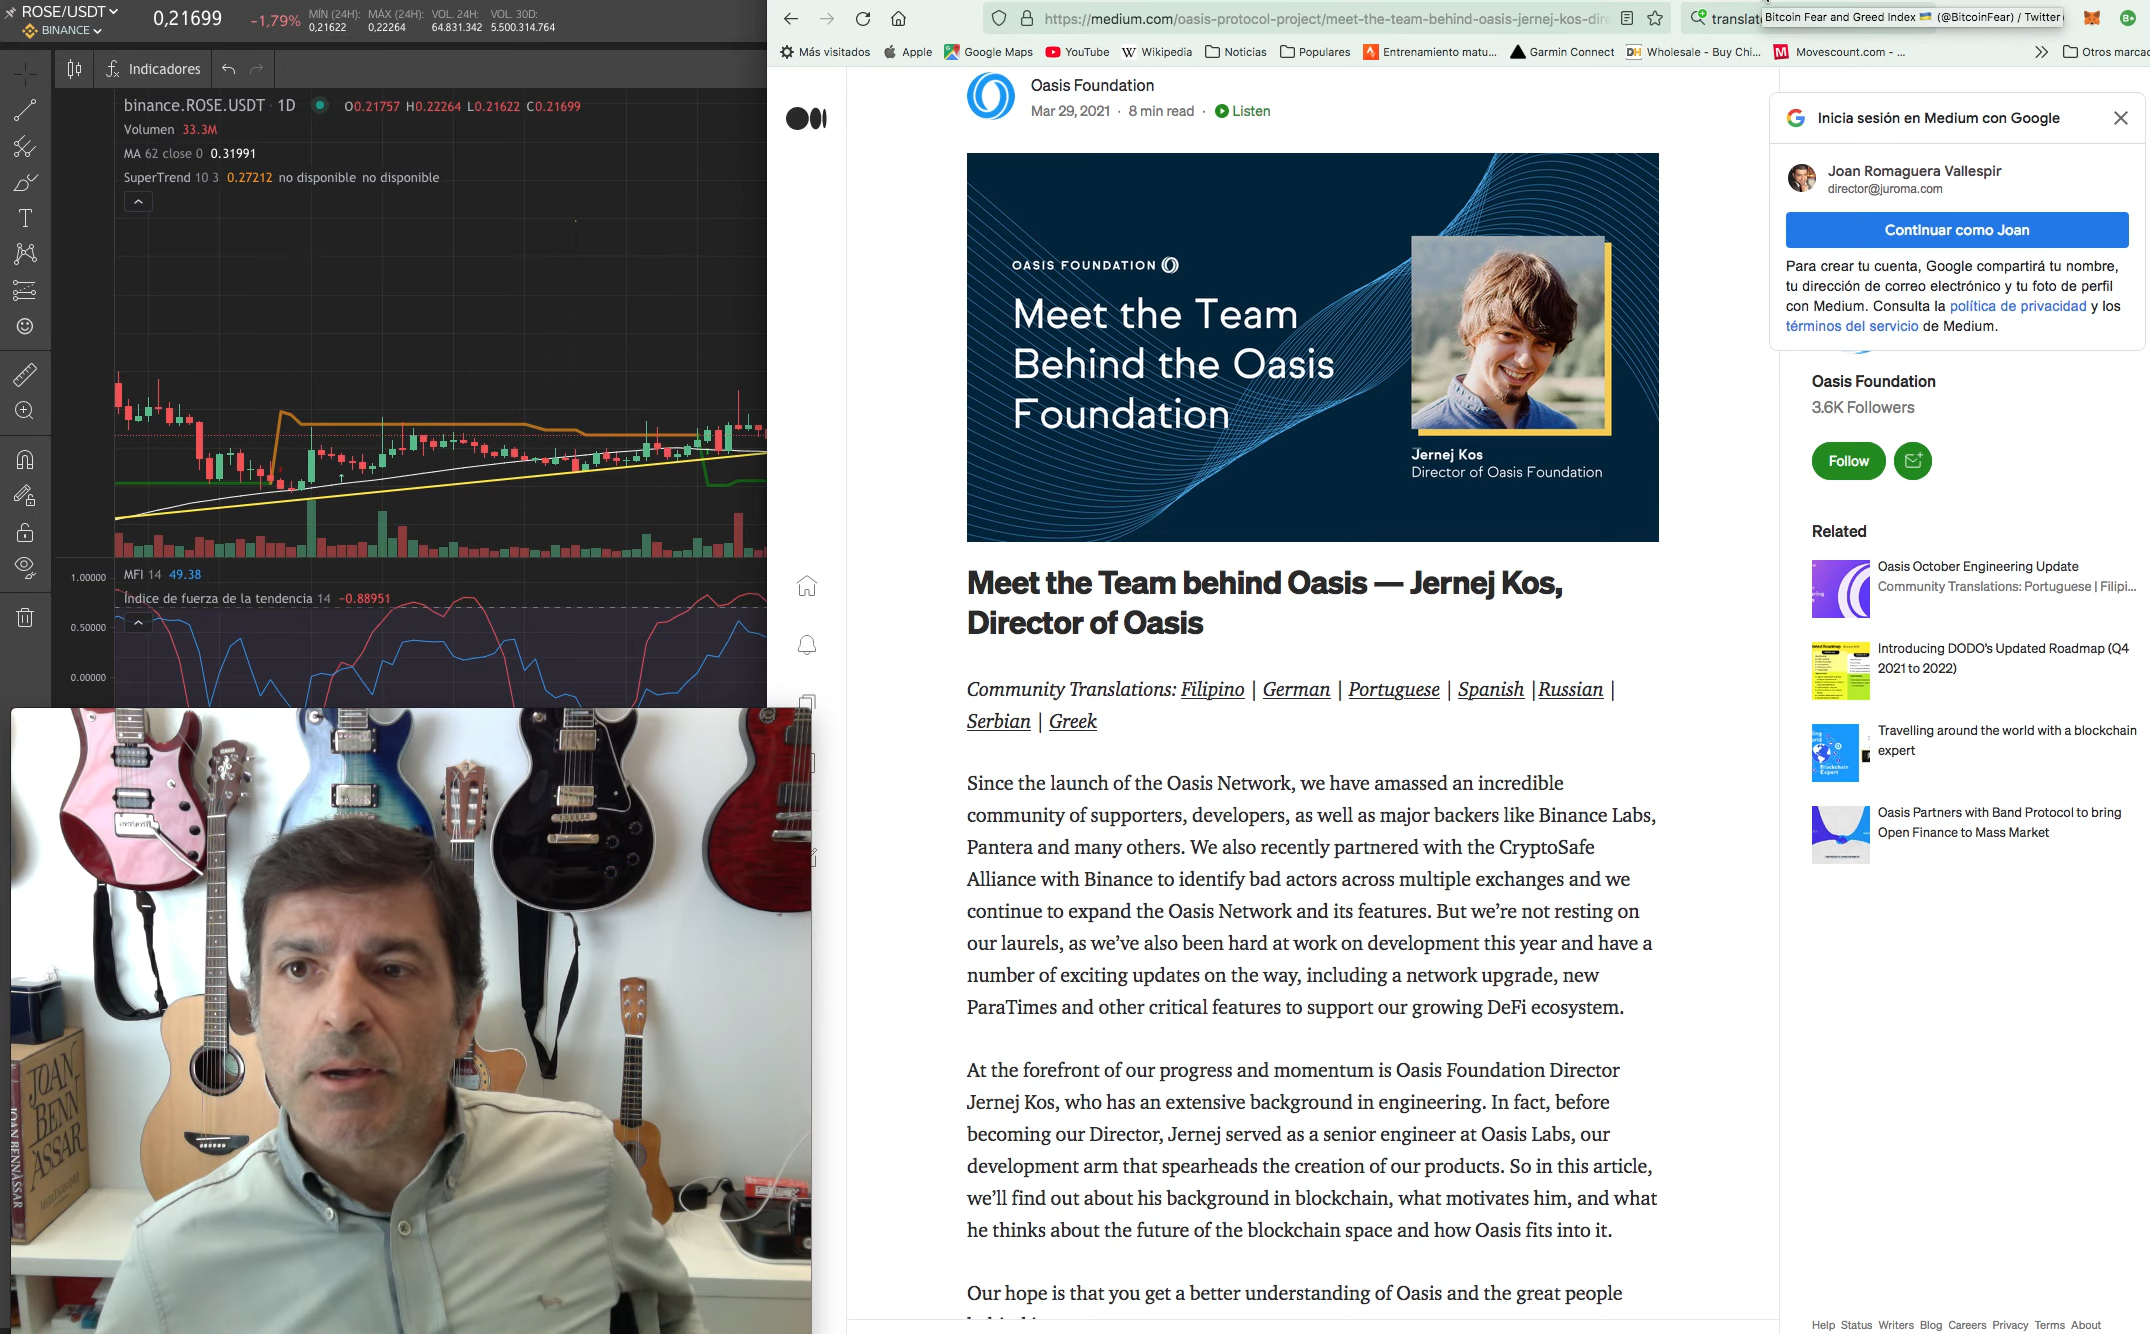 ROSE/USDT
BINANCE
0,21699
-1,79%
MÍN (24H):
0,21622
MÁX (24H):
0,22264
VOL. 24H:
64.831.342
VOL. 30D:
5.500.314.764
Indicadores
binance.ROSE.USDT · 1D
O0.21757 H0.22264 L0.21622 C0.21699
Volumen 33.3M
MA 62 close 0 0.31991
SuperTrend 10 3 0.27212 no disponible no disponible
1.00000
MFI 14 49.38
Índice de fuerza de la tendencia 14 -0.88951
0.50000
0.00000
JOAN
BENN
ASSAR
JOAN BENNÀSSAR
https://medium.com/oasis-protocol-project/meet-the-team-behind-oasis-jernej-kos-dire
translat
Bitcoin Fear and Greed Index 🇺🇦 (@BitcoinFear) / Twitter
Más visitados
Apple
Google Maps
YouTube
Wikipedia
Noticias
Populares
Entrenamiento matu...
Garmin Connect
DH Wholesale - Buy Chi...
M Movescount.com - ...
Otros marcad
Oasis Foundation
Mar 29, 2021 · 8 min read · Listen
OASIS FOUNDATION
Meet the Team
Behind the Oasis
Foundation
Jernej Kos
Director of Oasis Foundation
Meet the Team behind Oasis — Jernej Kos,
Director of Oasis
Community Translations: Filipino | German | Portuguese | Spanish |Russian |
Serbian | Greek
Since the launch of the Oasis Network, we have amassed an incredible
community of supporters, developers, as well as major backers like Binance Labs,
Pantera and many others. We also recently partnered with the CryptoSafe
Alliance with Binance to identify bad actors across multiple exchanges and we
continue to expand the Oasis Network and its features. But we’re not resting on
our laurels, as we’ve also been hard at work on development this year and have a
number of exciting updates on the way, including a network upgrade, new
ParaTimes and other critical features to support our growing DeFi ecosystem.
At the forefront of our progress and momentum is Oasis Foundation Director
Jernej Kos, who has an extensive background in engineering. In fact, before
becoming our Director, Jernej served as a senior engineer at Oasis Labs, our
development arm that spearheads the creation of our products. So in this article,
we’ll find out about his background in blockchain, what motivates him, and what
he thinks about the future of the blockchain space and how Oasis fits into it.
Our hope is that you get a better understanding of Oasis and the great people
Inicia sesión en Medium con Google
Joan Romaguera Vallespir
director@juroma.com
Continuar como Joan
Para crear tu cuenta, Google compartirá tu nombre,
tu dirección de correo electrónico y tu foto de perfil
con Medium. Consulta la política de privacidad y los
términos del servicio de Medium.
Oasis Foundation
3.6K Followers
Follow
Related
Oasis October Engineering Update
Community Translations: Portuguese | Filipi...
Introducing DODO’s Updated Roadmap (Q4
2021 to 2022)
Travelling around the world with a blockchain
expert
Oasis Partners with Band Protocol to bring
Open Finance to Mass Market
Help Status Writers Blog Careers Privacy Terms About